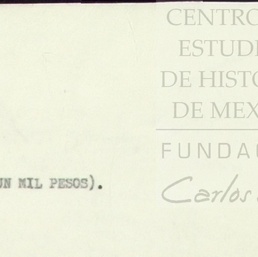 CENTRO
ESTUDI
DE HISTO
DE MEX
FUNDAC
Carlos
UN MIL PESOS).